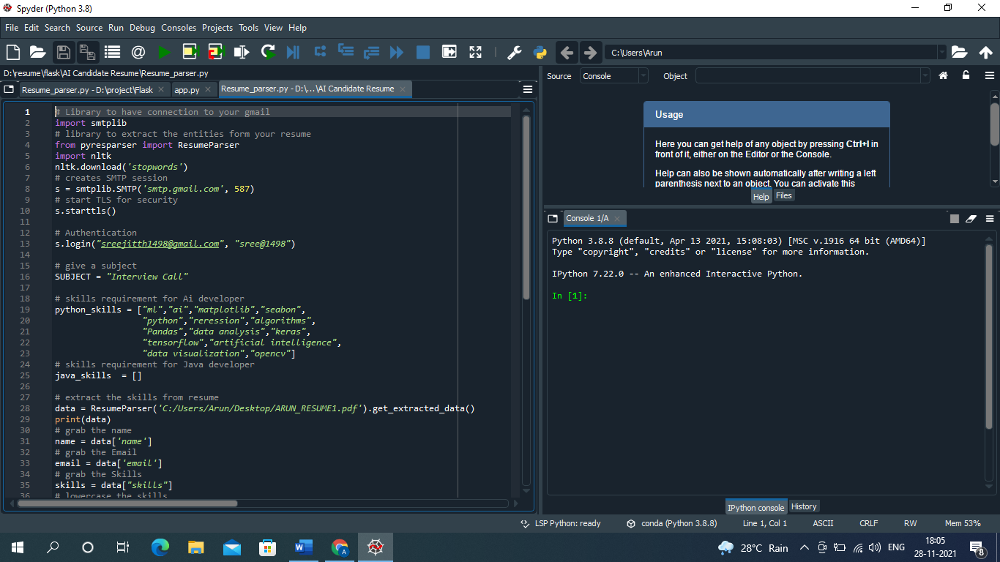 Spyder (Python 3.8)
File Edit Search Source Run Debug Consoles Projects Tools View Help
C:\Users\Arun
D:\resume\flask\AI Candidate Resume\Resume_parser.py
Resume_parser.py - D:\project\Flask
app.py
Resume_parser.py - D:\...\AI Candidate Resume
1 # Library to have connection to your gmail
2 import smtplib
3 # library to extract the entities form your resume
4 from pyresparser import ResumeParser
5 import nltk
6 nltk.download('stopwords')
7 # creates SMTP session
8 s = smtplib.SMTP('smtp.gmail.com', 587)
9 # start TLS for security
10 s.starttls()
11
12 # Authentication
13 s.login("sreejitth1498@gmail.com", "sree@1498")
14
15 # give a subject
16 SUBJECT = "Interview Call"
17
18 # skills requirement for Ai developer
19 python_skills = ["ml","ai","matplotlib","seabon",
20 "python","reression","algorithms",
21 "Pandas","data analysis","keras",
22 "tensorflow","artificial intelligence",
23 "data visualization","opencv"]
24 # skills requirement for Java developer
25 java_skills  = []
26
27 # extract the skills from resume
28 data = ResumeParser('C:/Users/Arun/Desktop/ARUN_RESUME1.pdf').get_extracted_data()
29 print(data)
30 # grab the name
31 name = data['name']
32 # grab the Email
33 email = data['email']
34 # grab the Skills
35 skills = data["skills"]
36 # lowercase the skills
Source Console Object
Usage
Here you can get help of any object by pressing Ctrl+I in
front of it, either on the Editor or the Console.
Help can also be shown automatically after writing a left
parenthesis next to an object. You can activate this
Help Files
Console 1/A
Python 3.8.8 (default, Apr 13 2021, 15:08:03) [MSC v.1916 64 bit (AMD64)]
Type "copyright", "credits" or "license" for more information.
IPython 7.22.0 -- An enhanced Interactive Python.
In [1]:
IPython console History
LSP Python: ready conda (Python 3.8.8) Line 1, Col 1 ASCII CRLF RW Mem 53%
28°C Rain ENG 18:05
28-11-2021 8